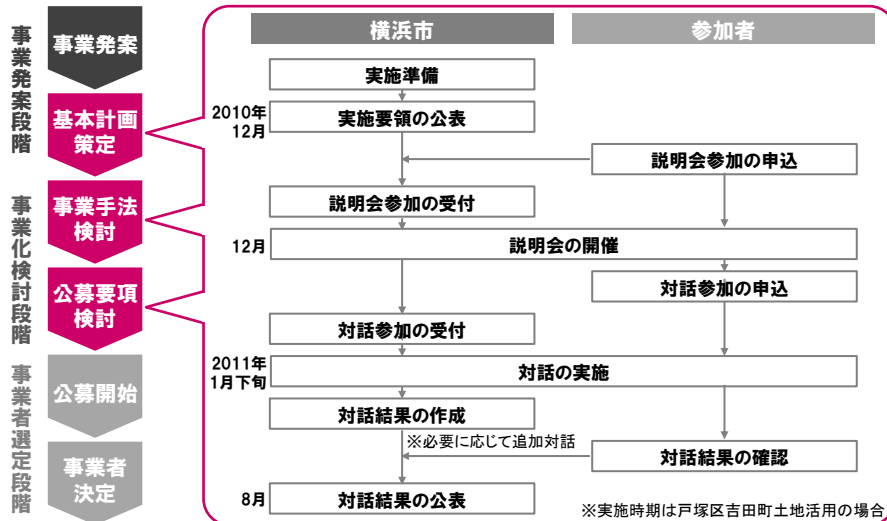 事業発案段階
事業発案
基本計画
策定
事業化検討段階
事業手法
検討
公募要項
検討
事業者選定段階
公募開始
事業者
決定
横浜市
参加者
実施準備
2010年
12月
実施要領の公表
説明会参加の申込
説明会参加の受付
12月
説明会の開催
対話参加の申込
対話参加の受付
2011年
1月下旬
対話の実施
対話結果の作成
※必要に応じて追加対話
対話結果の確認
8月
対話結果の公表
※実施時期は戸塚区吉田町土地活用の場合